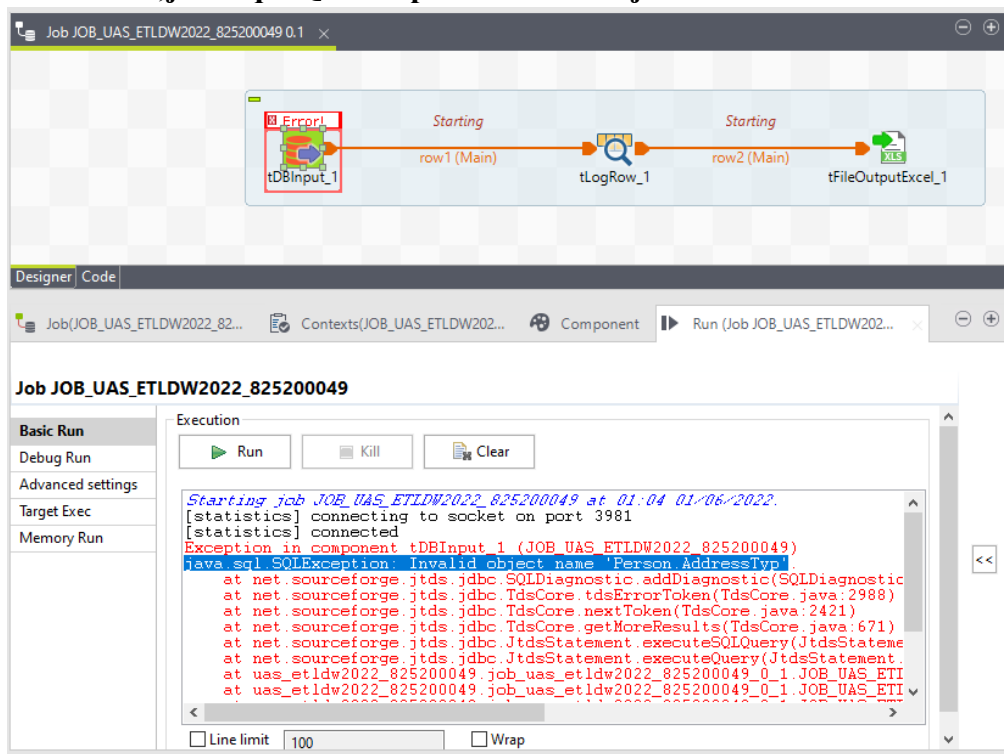 Job JOB_UAS_ETLDW2022_825200049 0.1
Error!
Starting
Starting
row1 (Main)
row2 (Main)
tDBInput_1
tLogRow_1
tFileOutputExcel_1
XLS
Designer Code
Job(JOB_UAS_ETLDW2022_82... Contexts(JOB_UAS_ETLDW202... Component Run (Job JOB_UAS_ETLDW202...
Job JOB_UAS_ETLDW2022_825200049
Basic Run
Debug Run
Advanced settings
Target Exec
Memory Run
Execution
Run Kill Clear
Starting job JOB_UAS_ETLDW2022_825200049 at 01:04 01/06/2022.
[statistics] connecting to socket on port 3981
[statistics] connected
Exception in component tDBInput_1 (JOB_UAS_ETLDW2022_825200049)
java.sql.SQLException: Invalid object name 'Person.AddressTyp'.
at net.sourceforge.jtds.jdbc.SQLDiagnostic.addDiagnostic(SQLDiagnostic
at net.sourceforge.jtds.jdbc.TdsCore.tdsErrorToken(TdsCore.java:2988)
at net.sourceforge.jtds.jdbc.TdsCore.nextToken(TdsCore.java:2421)
at net.sourceforge.jtds.jdbc.TdsCore.getMoreResults(TdsCore.java:671)
at net.sourceforge.jtds.jdbc.JtdsStatement.executeSQLQuery(JtdsStateme
at net.sourceforge.jtds.jdbc.JtdsStatement.executeQuery(JtdsStatement.
at uas_etldw2022_825200049.job_uas_etldw2022_825200049_0_1.JOB_UAS_ETI
at uas_etldw2022_825200049.job_uas_etldw2022_825200049_0_1.JOB_UAS_ETI
<<
Line limit 100 Wrap